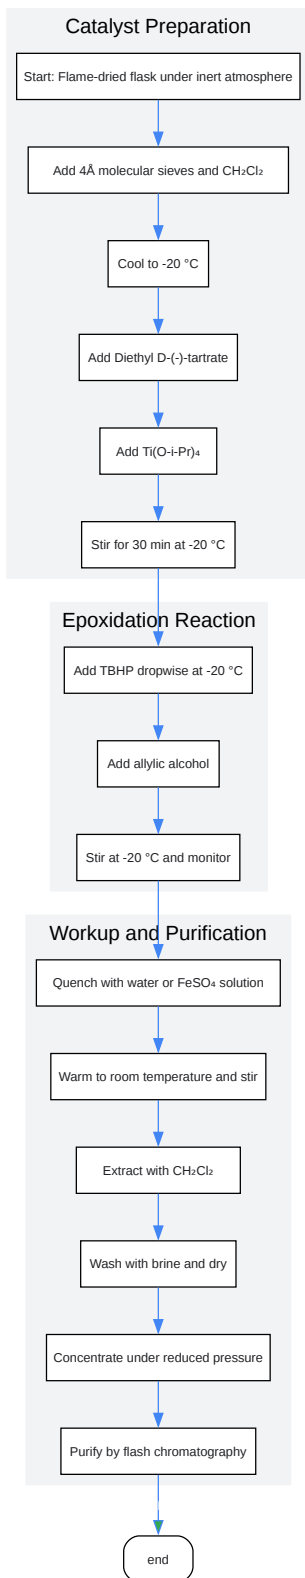 Catalyst Preparation
Start: Flame-dried flask under inert atmosphere
Add 4Å molecular sieves and CH₂Cl₂
Cool to -20 °C
Add Diethyl D-(-)-tartrate
Add Ti(O-i-Pr)₄
Stir for 30 min at -20 °C
Epoxidation Reaction
Add TBHP dropwise at -20 °C
Add allylic alcohol
Stir at -20 °C and monitor
Workup and Purification
Quench with water or FeSO₄ solution
Warm to room temperature and stir
Extract with CH₂Cl₂
Wash with brine and dry
Concentrate under reduced pressure
Purify by flash chromatography
end